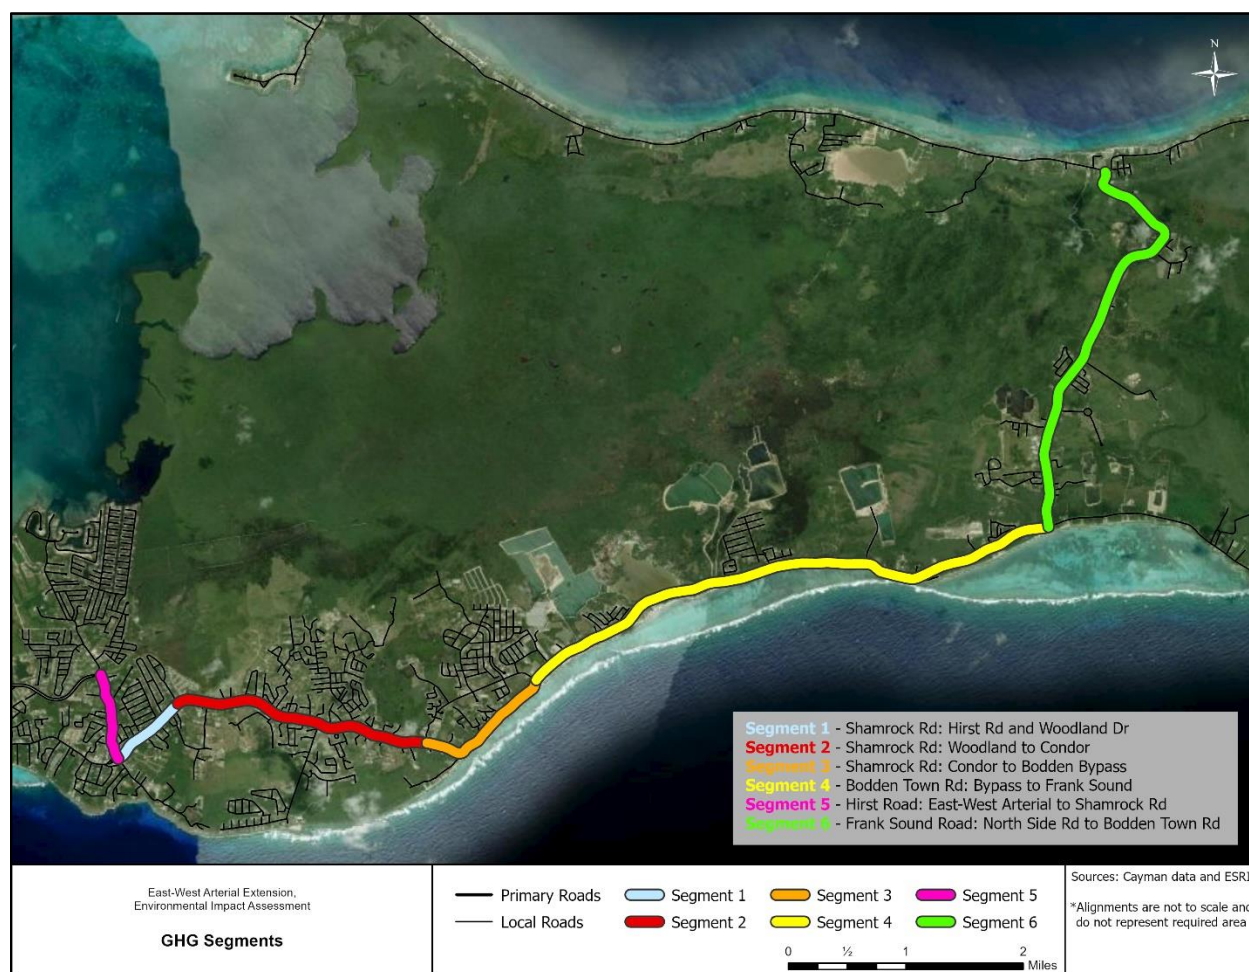 N
Segment 1 - Shamrock Rd: Hirst Rd and Woodland Dr
Segment 2 - Shamrock Rd: Woodland to Condor
Segment 3 - Shamrock Rd: Condor to Bodden Bypass
Segment 4 - Bodden Town Rd: Bypass to Frank Sound
Segment 5 - Hirst Road: East-West Arterial to Shamrock Rd
Segment 6 - Frank Sound Road: North Side Rd to Bodden Town Rd
East-West Arterial Extension,
Environmental Impact Assessment
GHG Segments
Primary Roads
Local Roads
Segment 1
Segment 2
Segment 3
Segment 4
Segment 5
Segment 6
0 ½ 1 2
Miles
Sources: Cayman data and ESRI
*Alignments are not to scale and
do not represent required area